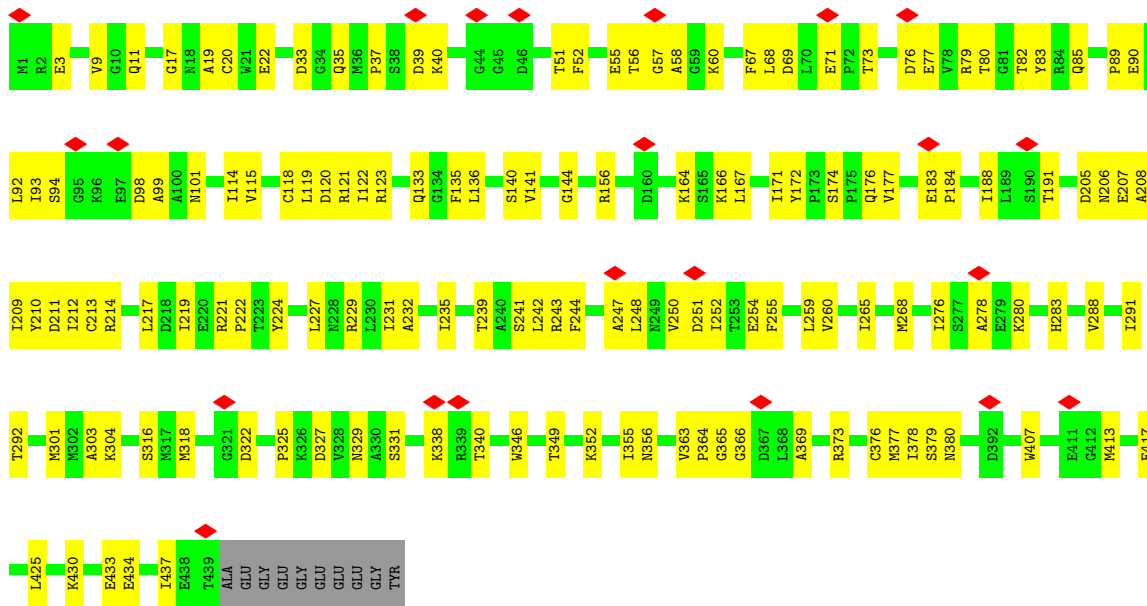 M1 R2 E3 V9 G10 Q11 G17 N18 A19 C20 W21 E22 D33 G34 Q35 M36 P37 S38 D39 K40 G44 G45 D46 T51 F52 E55 T56 G57 A58 G59 K60 F67 L68 D69 L70 E71 P72 T73 D76 E77 V78 R79 T80 G81 T82 Y83 R84 Q85 P89 E90
L92 I93 S94 G95 K96 E97 D98 A99 A100 N101 I114 V115 C118 L119 D120 R121 I122 R123 Q133 G134 F135 L136 S140 V141 G144 R156 D160 K164 S165 K166 L167 I171 Y172 P173 S174 P175 Q176 V177 E183 P184 I188 L189 S190 T191 D205 N206 E207 A208
I209 Y210 D211 I212 C213 R214 L217 D218 I219 E220 R221 P222 T223 Y224 L227 N228 R229 L230 I231 A232 I235 T239 A240 S241 L242 R243 F244 A247 L248 N249 V250 D251 I252 T253 E254 F255 L259 V260 I265 M268 I276 S277 A278 E279 K280 H283 V288 I291
T292 M301 M302 A303 K304 S316 M317 M318 G321 D322 P325 K326 D327 V328 N329 A330 S331 K338 R339 T340 W346 T349 K352 I355 N356 V363 P364 G365 G366 D367 L368 A369 R373 C376 M377 I378 S379 N380 D392 W407 E411 G412 M413
L425 K430 E433 E434 I437 E438 T439 ALA GLU GLY GLU GLY GLU GLU GLU GLY TYR